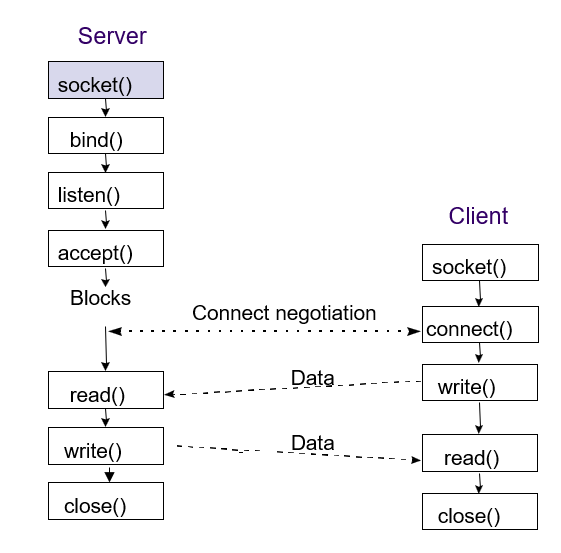 Server
socket()
bind()
listen()
accept()
Blocks
read()
write()
close()
Connect negotiation
Data
Data
Client
socket()
connect()
write()
read()
close()